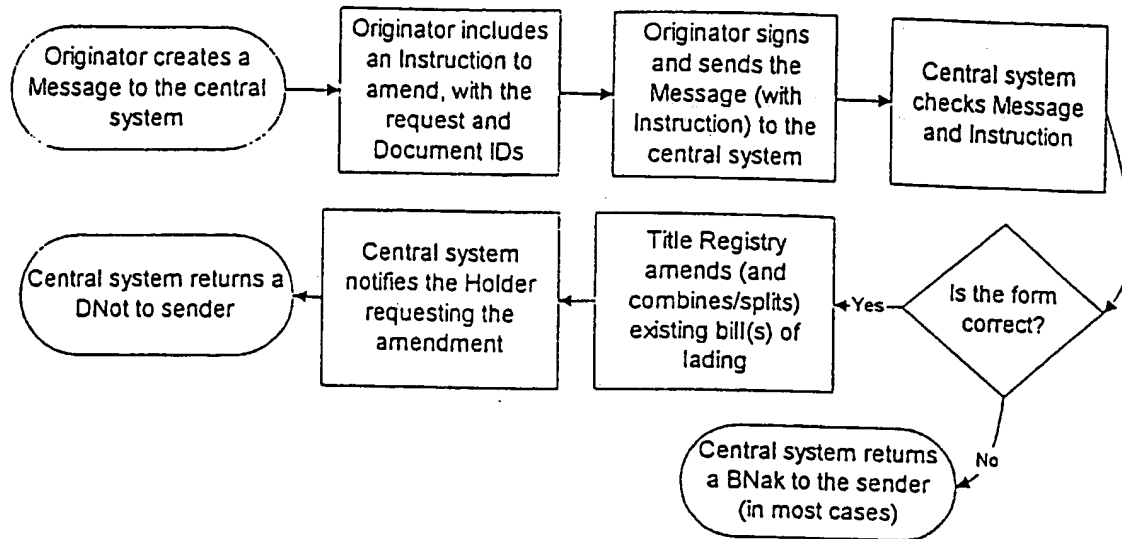 Originator creates a
Message to the central
system
Originator includes
an Instruction to
amend, with the
request and
Document IDs
Originator signs
and sends the
Message (with
Instruction) to the
central system
Central system
checks Message
and Instruction
Is the form
correct?
Yes
Title Registry
amends (and
combines/splits)
existing bill(s) of
lading
Central system
notifies the Holder
requesting the
amendment
Central system returns a
DNot to sender
No
Central system returns
a BNak to the sender
(in most cases)